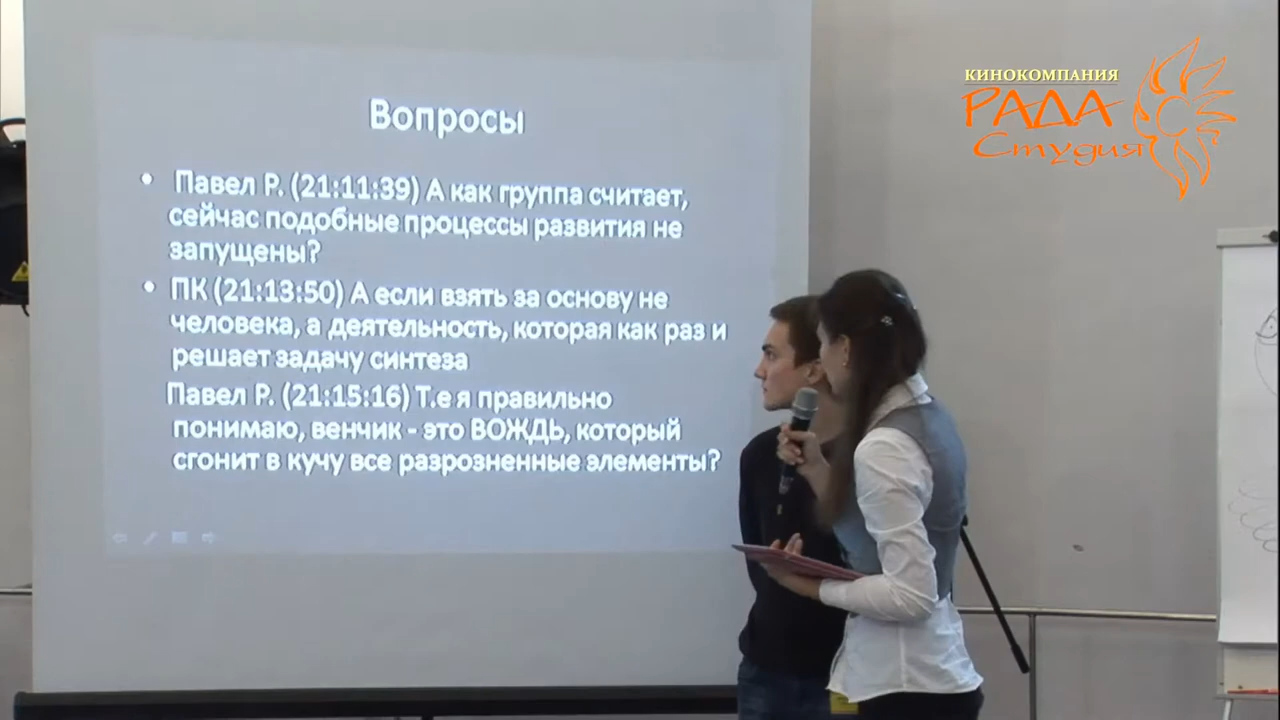 КИНОКОМПАНИЯ
РАДА
Студия
Вопросы
• Павел Р. (21:11:39) А как группа считает,
сейчас подобные процессы развития не
запущены?
• ПК (21:13:50) А если взять за основу не
человека, а деятельность, которая как раз и
решает задачу синтеза
Павел Р. (21:15:16) Т.е я правильно
понимаю, венчик - это ВОЖДЬ, который
сгонит в кучу все разрозненные элементы?